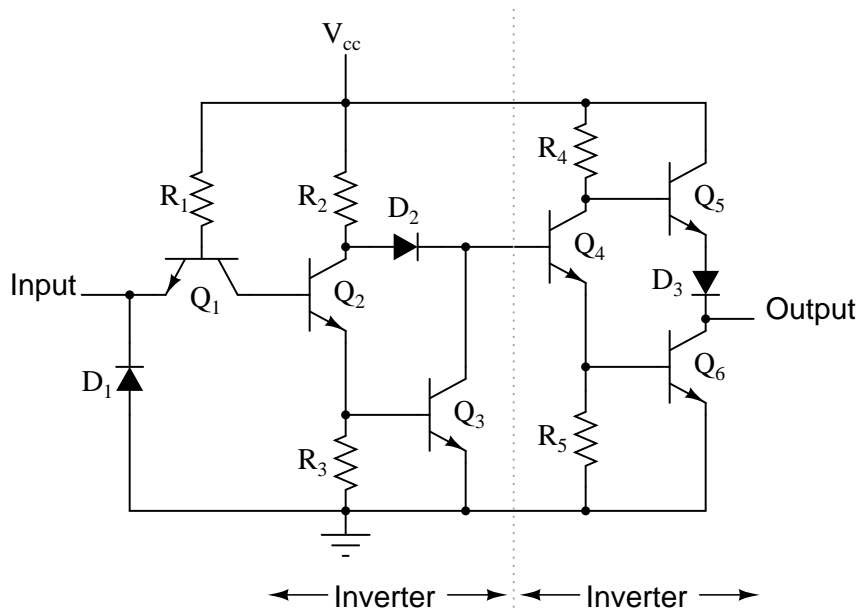 Vcc
R1
R2
R4
D2
Q5
Q4
Input
Q1
Q2
D3
Output
D1
Q6
Q3
R3
R5
Inverter
Inverter